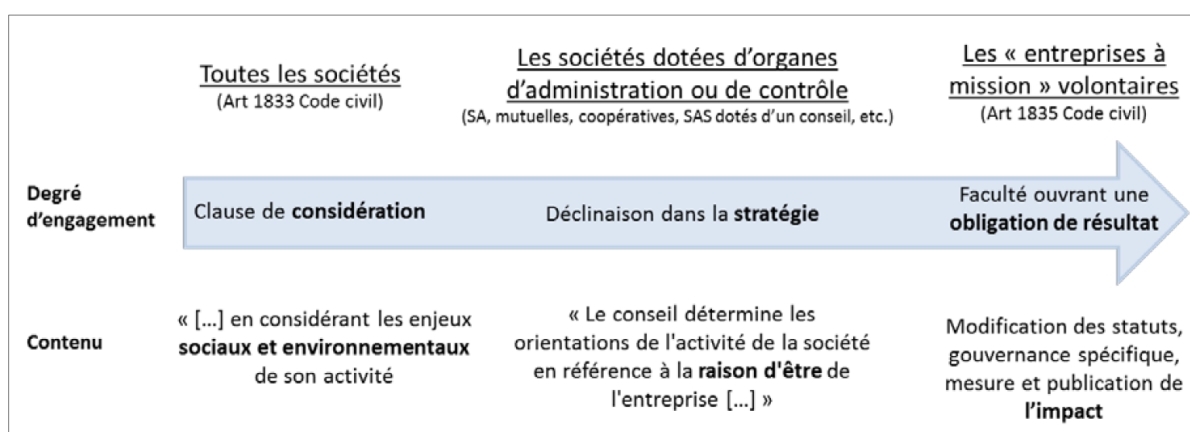 Toutes les sociétés
(Art 1833 Code civil)
Les sociétés dotées d’organes
d’administration ou de contrôle
(SA, mutuelles, coopératives, SAS dotés d’un conseil, etc.)
Les « entreprises à
mission » volontaires
(Art 1835 Code civil)
Degré
d’engagement
Clause de considération
Déclinaison dans la stratégie
Faculté ouvrant une
obligation de résultat
Contenu
« [...] en considérant les enjeux
sociaux et environnementaux
de son activité
« Le conseil détermine les
orientations de l'activité de la société
en référence à la raison d'être de
l'entreprise [...] »
Modification des statuts,
gouvernance spécifique,
mesure et publication de
l’impact